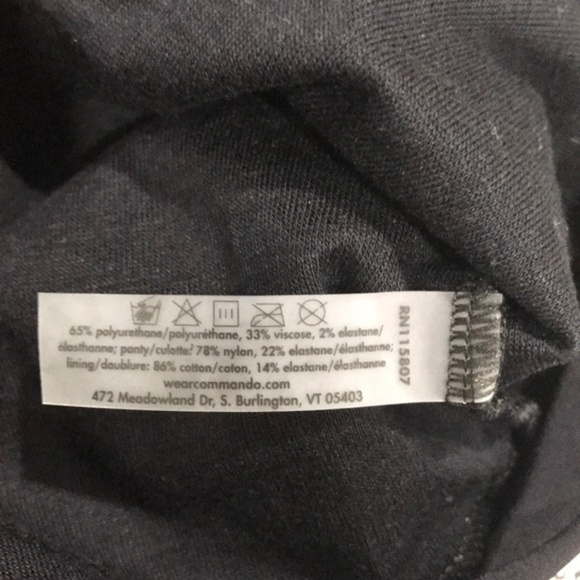 65% polyurethane/polyuréthane, 33% viscose, 2% elastane/
élasthanne; panty/culotte: 78% nylon, 22% elastane/élasthanne;
lining/doublure: 86% cotton/coton, 14% elastane/élasthanne
wearcommando.com
472 Meadowland Dr, S. Burlington, VT 05403
RN115807